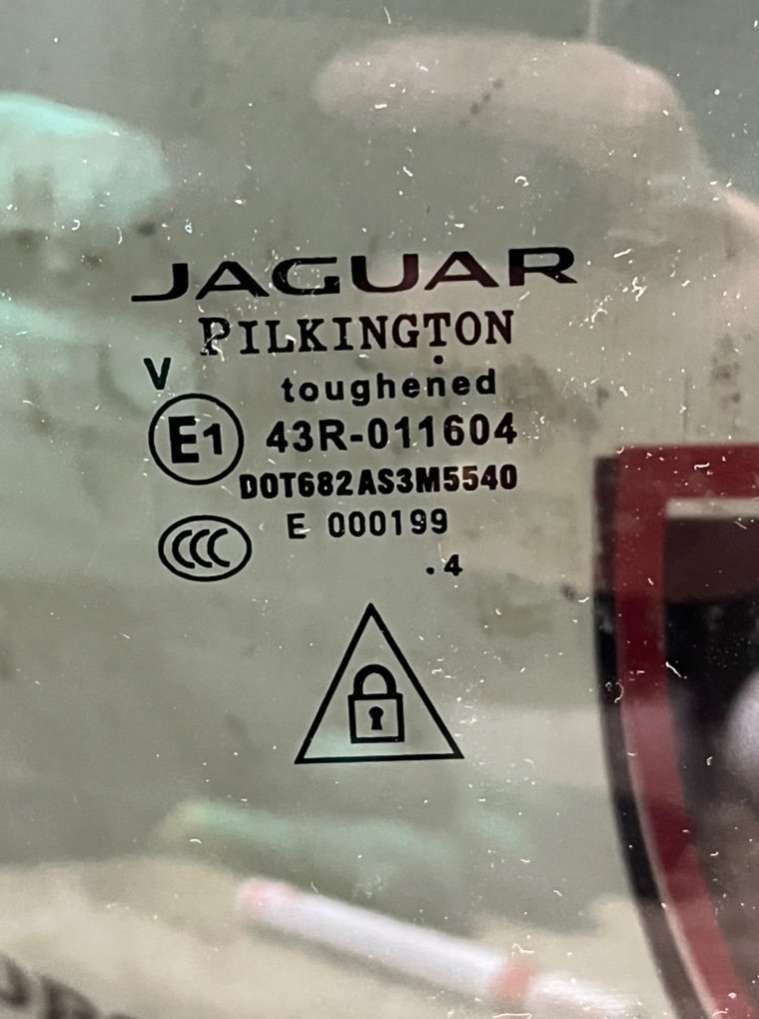 JAGUAR
PILKINGTON
V
toughened
E1 43R-011604
DOT682AS3M5540
E 000199
CCC
.4